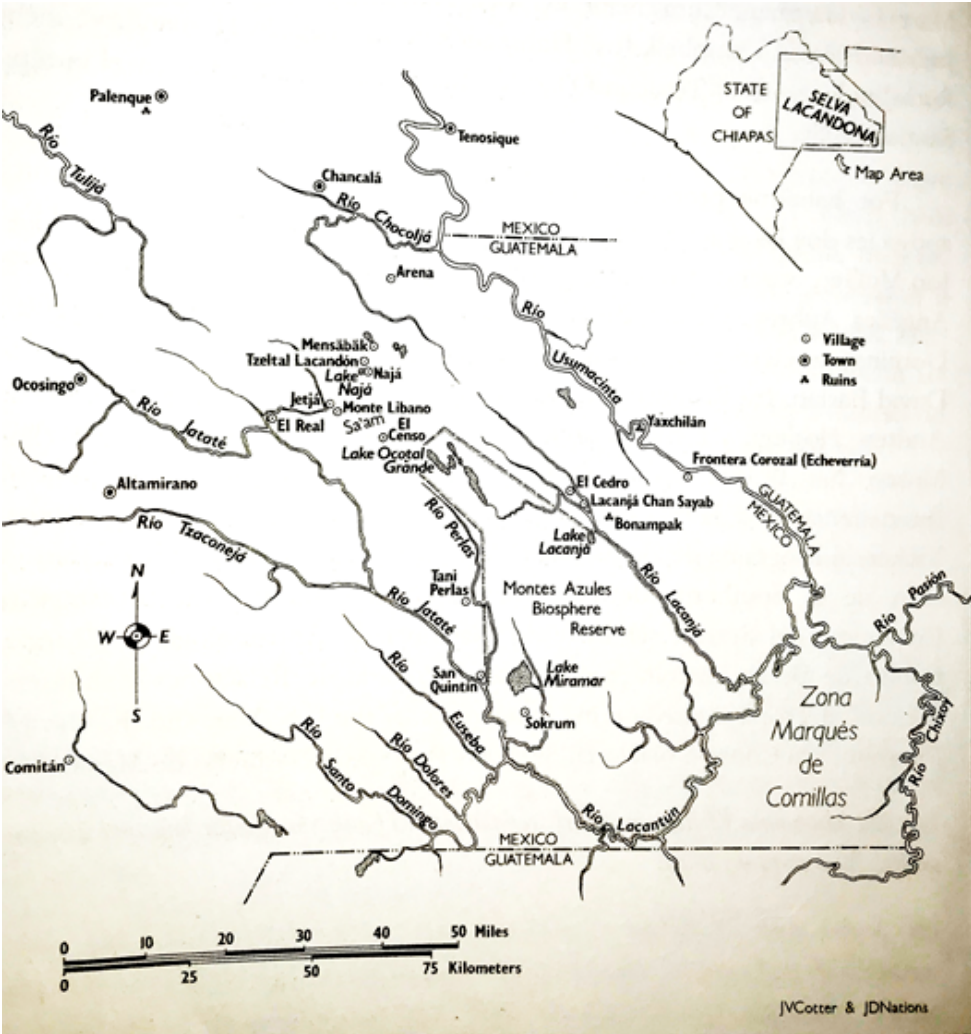 Palenque
Río
Tulijá
Tenosique
Chancalá
Río
Chocoljá
MEXICO
GUATEMALA
Arena
STATE
OF
CHIAPAS
SELVA
LACANDONA
Map Area
Río
Usumacinta
Village
Town
Ruins
Mensäbäk
Tzeltal Lacandón
Lake
Najá
Najá
Ocosingo
Jetjá
Monte Libano
El Real
Sa'am
El
Censo
Río
Jataté
Lake Ocotal
Grande
Yaxchilán
Frontera Corozal (Echeverría)
Altamirano
El Cedro
Lacanjá Chan Sayab
Bonampak
GUATEMALA
MEXICO
Río
Tzaconejá
Río Perlas
Lake
Lacanjá
Río
Lacanjá
N
W
E
S
Tani
Perlas
Río
Jataté
Montes Azules
Biosphere
Reserve
Río
Pasión
San
Quintín
Lake
Miramar
Sokrum
Río
Euseba
Río
Dolores
Río
Santo
Domingo
Comitán
Zona
Marqués
de
Comillas
Río
Chixoy
Río
Lacantún
MEXICO
GUATEMALA
0 10 20 30 40 50 Miles
0 25 50 75 Kilometers
JVCotter & JDNations